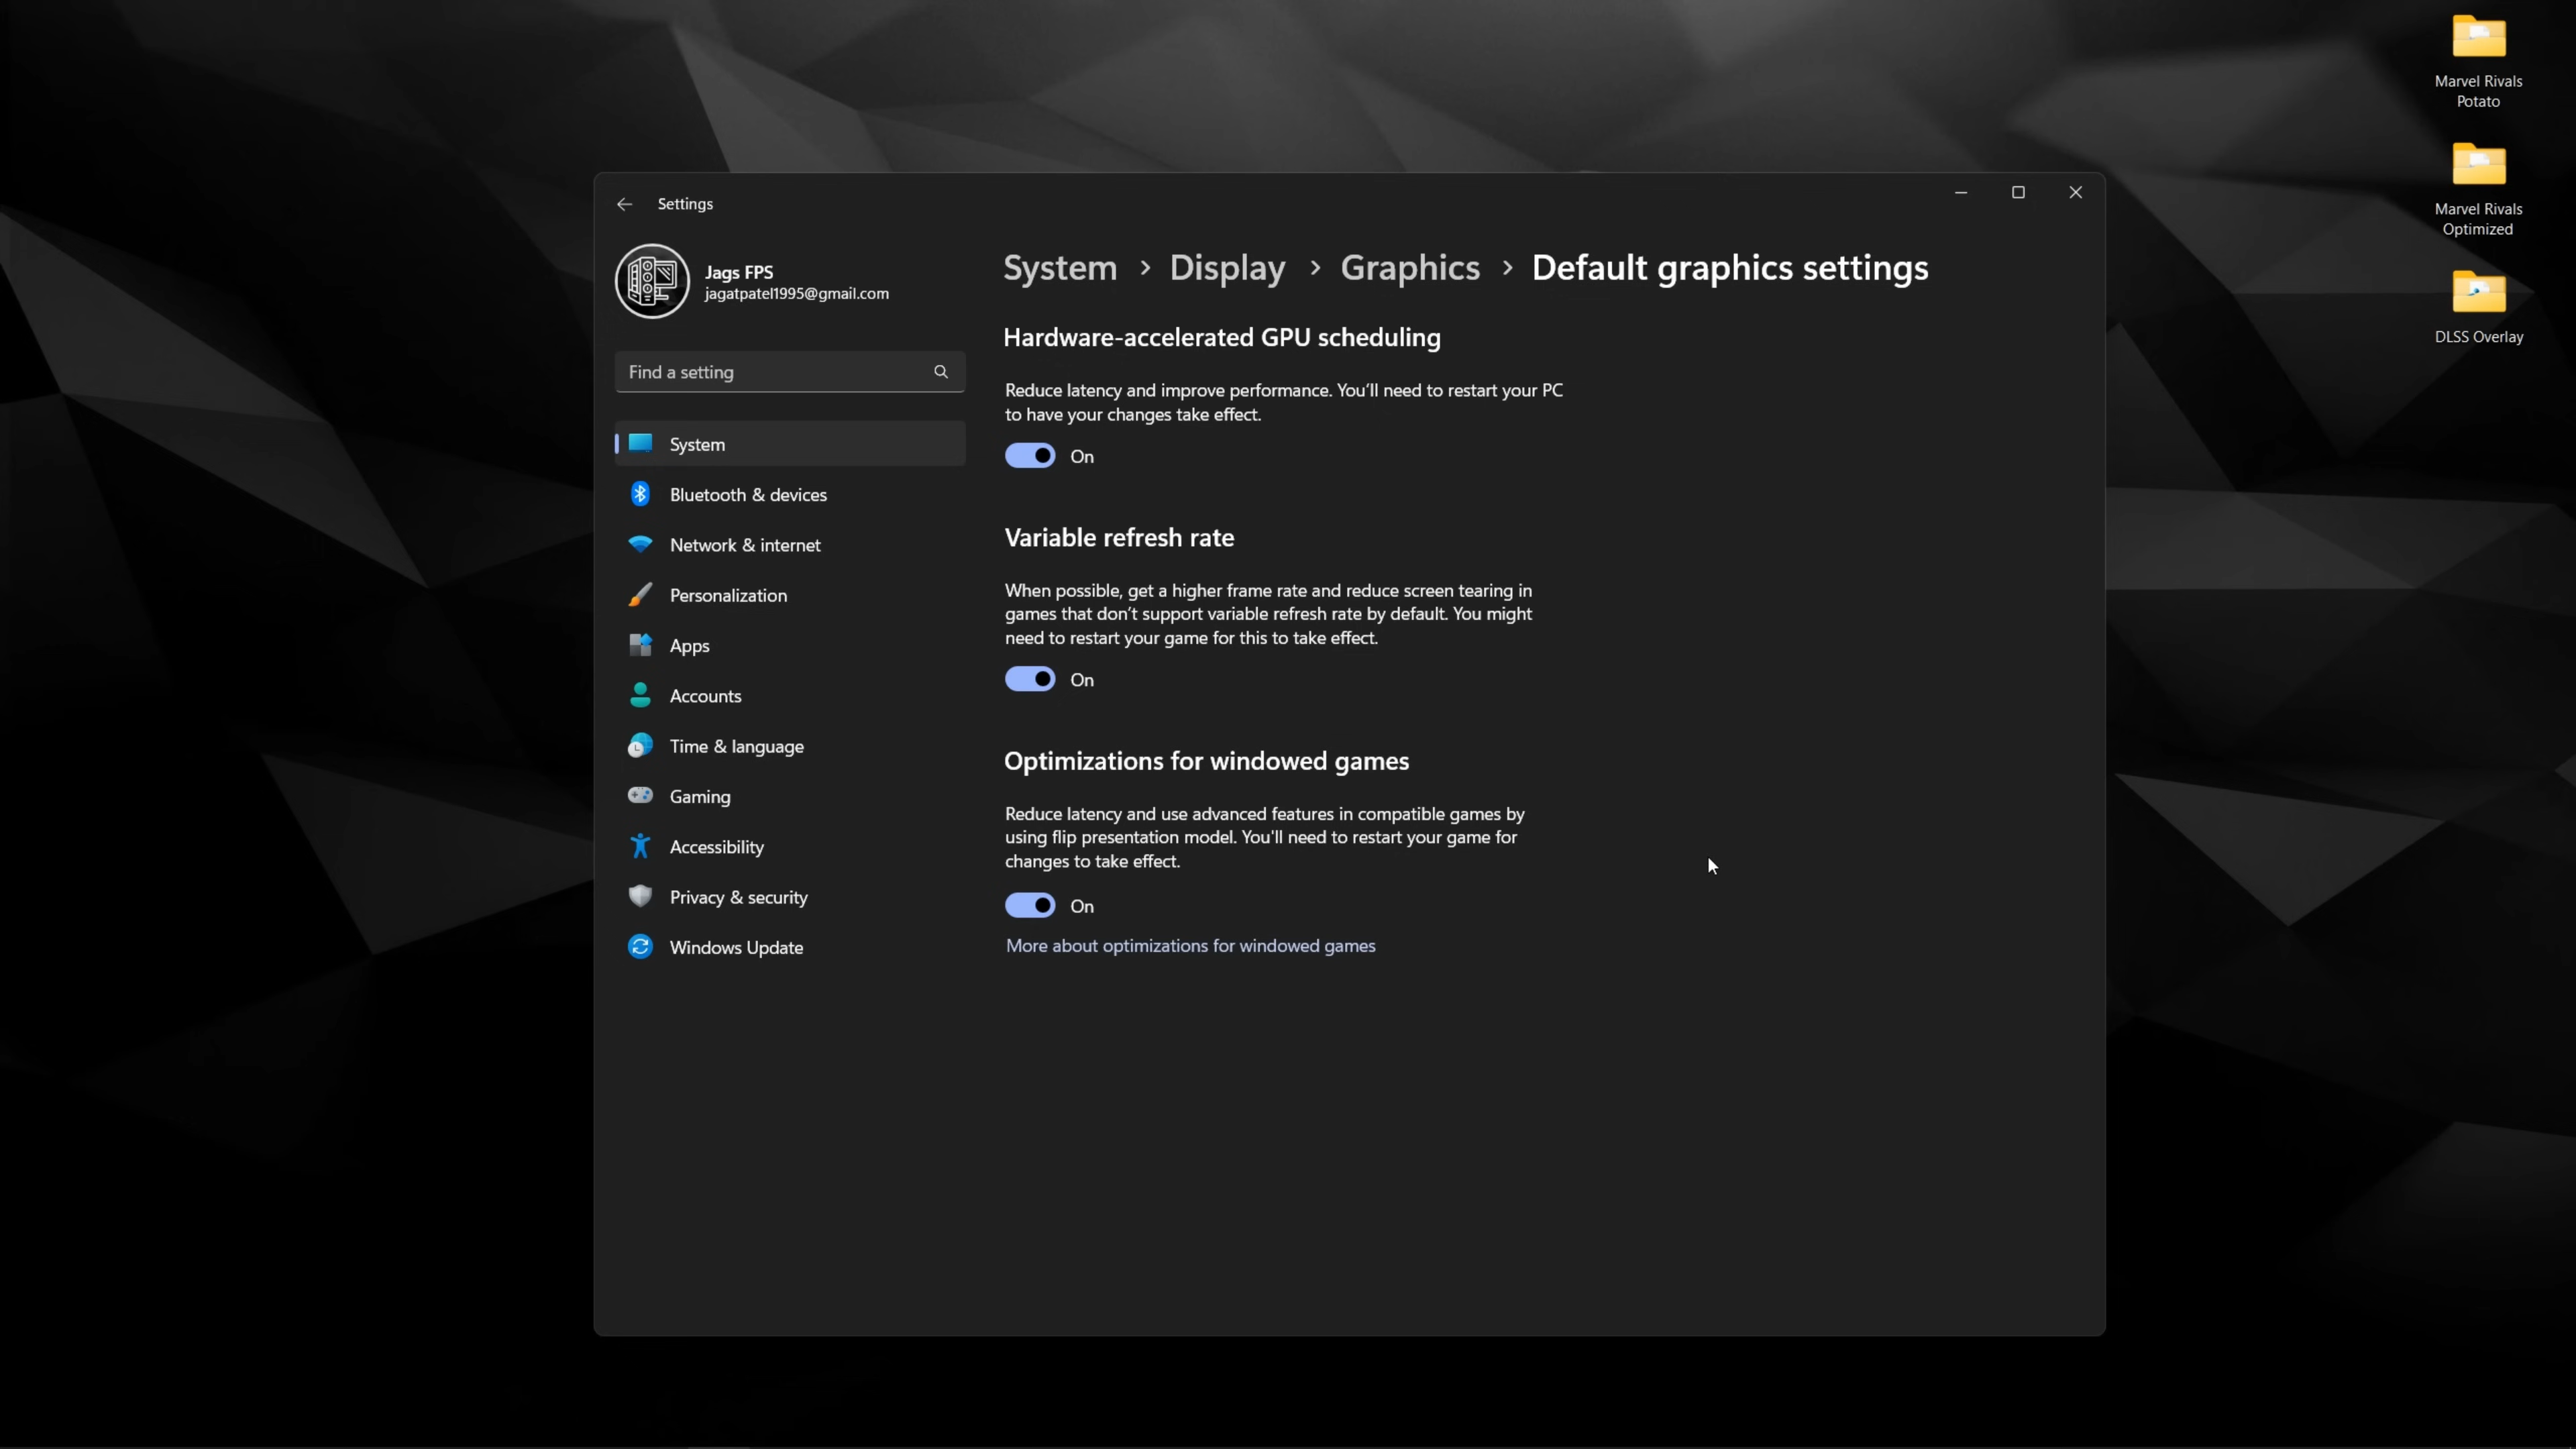 Settings
Jags FPS
jagatpatel1995@gmail.com
Find a setting
System
Bluetooth & devices
Network & internet
Personalization
Apps
Accounts
Time & language
Gaming
Accessibility
Privacy & security
Windows Update
System > Display > Graphics > Default graphics settings
Hardware-accelerated GPU scheduling
Reduce latency and improve performance. You'll need to restart your PC
to have your changes take effect.
On
Variable refresh rate
When possible, get a higher frame rate and reduce screen tearing in
games that don't support variable refresh rate by default. You might
need to restart your game for this to take effect.
On
Optimizations for windowed games
Reduce latency and use advanced features in compatible games by
using flip presentation model. You'll need to restart your game for
changes to take effect.
On
More about optimizations for windowed games
Marvel Rivals
Potato
Marvel Rivals
Optimized
DLSS Overlay